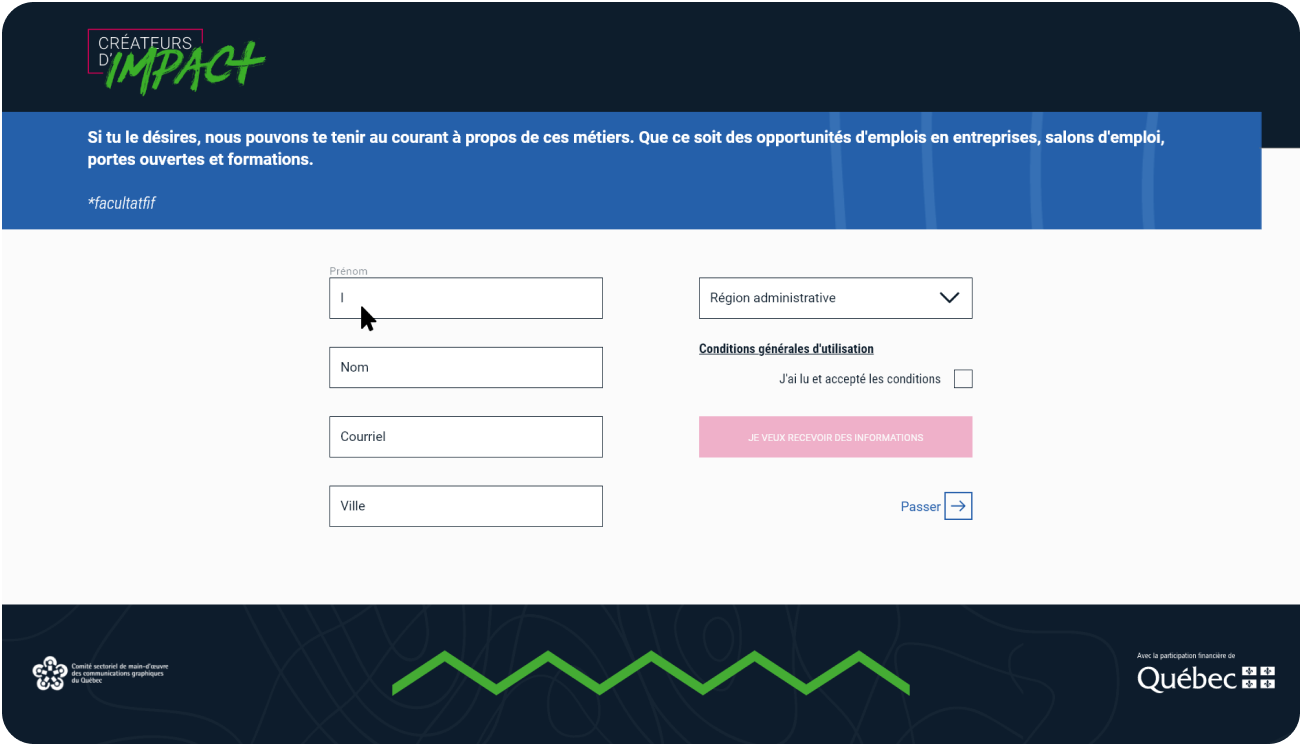 CRÉATEURS
D'IMPACT
Si tu le désires, nous pouvons te tenir au courant à propos de ces métiers. Que ce soit des opportunités d'emplois en entreprises, salons d'emploi,
portes ouvertes et formations.
*facultatfif
Prénom
Nom
Courriel
Ville
Région administrative
Conditions générales d'utilisation
J'ai lu et accepté les conditions
JE VEUX RECEVOIR DES INFORMATIONS
Passer
Comité sectoriel de main-d'œuvre
des communications graphiques
du Québec
Avec la participation financière de
Québec